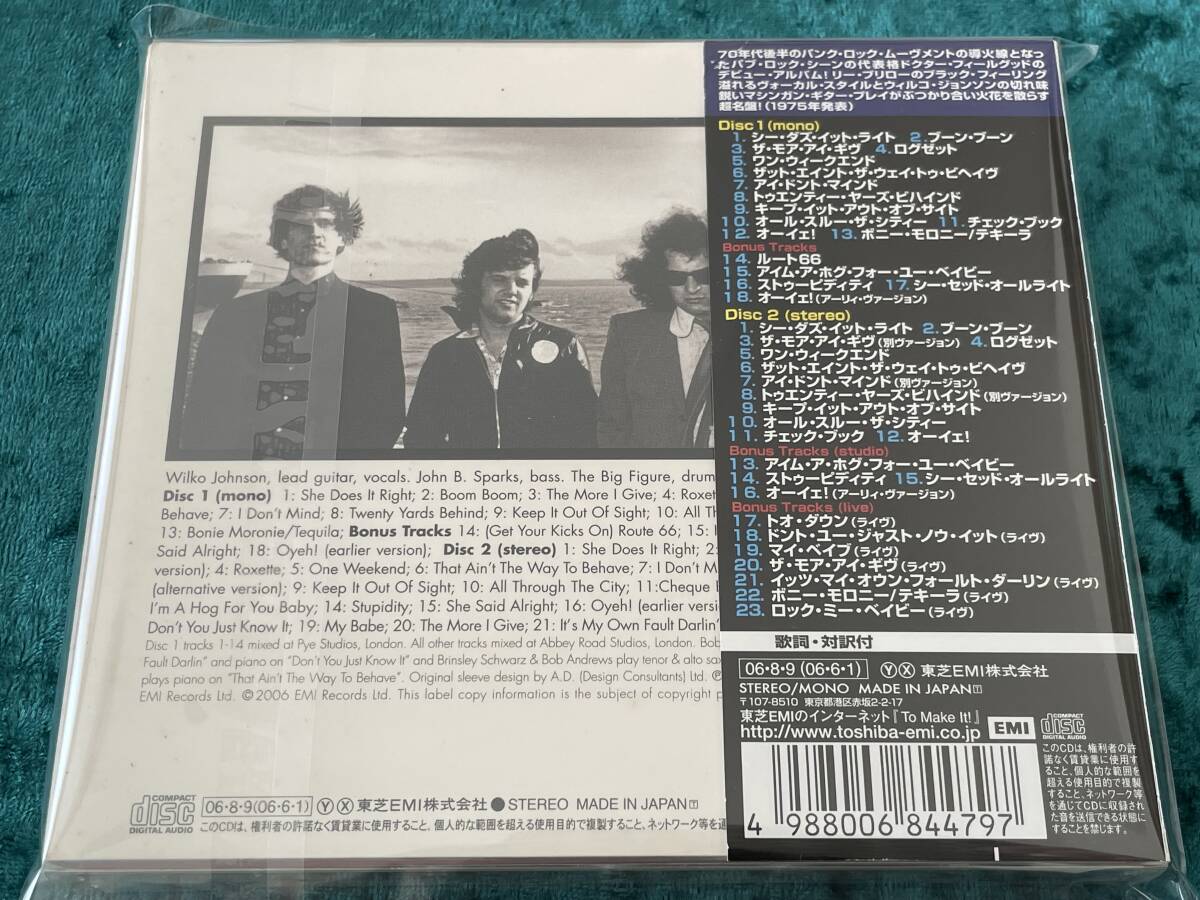 70年代後半のパンク・ロック・ムーヴメントの導火線となっ
たパブ・ロック・シーンの代表格ドクター・フィールグッドの
デビュー・アルバム!リー・ブリローのブラック・フィーリング
溢れるヴォーカル・スタイルとウィルコ・ジョンソンの切れ味
鋭いマシンガン・ギター・プレイがぶつかり合い火花を散らす
超名盤!(1975年発表)
Disc 1 (mono)
1. シー・ダズ・イット・ライト 2. ブーン・ブーン
3. ザ・モア・アイ・ギヴ 4. ログゼット
5. ワン・ウィークエンド
6. ザット・エイント・ザ・ウェイ・トゥ・ビヘイヴ
7. アイ・ドント・マインド
8. トゥエンティー・ヤーズ・ビハインド
9. キープ・イット・アウト・オブ・サイト
10. オール・スルー・ザ・シティー 11. チェック・ブック
12. オーイェ! 13. ボニー・モロニー/テキーラ
Bonus Tracks
14. ルート66
15. アイム・ア・ホグ・フォー・ユー・ベイビー
16. ストゥーピディティ 17. シー・セッド・オールライト
18. オーイェ!(アーリィ・ヴァージョン)
Disc 2 (stereo)
1. シー・ダズ・イット・ライト 2. ブーン・ブーン
3. ザ・モア・アイ・ギヴ(別ヴァージョン) 4. ログゼット
5. ワン・ウィークエンド
6. ザット・エイント・ザ・ウェイ・トゥ・ビヘイヴ
7. アイ・ドント・マインド(別ヴァージョン)
8. トゥエンティー・ヤーズ・ビハインド(別ヴァージョン)
9. キープ・イット・アウト・オブ・サイト
10. オール・スルー・ザ・シティー
11. チェック・ブック 12. オーイェ!
Bonus Tracks (studio)
13. アイム・ア・ホグ・フォー・ユー・ベイビー
14. ストゥーピディティ 15. シー・セッド・オールライト
16. オーイェ!(アーリィ・ヴァージョン)
Bonus Tracks (live)
17. トオ・ダウン(ライヴ)
18. ドント・ユー・ジャスト・ノウ・イット(ライヴ)
19. マイ・ベイブ(ライヴ)
20. ザ・モア・アイ・ギヴ(ライヴ)
21. イッツ・マイ・オウン・フォールト・ダーリン(ライヴ)
22. ボニー・モロニー/テキーラ(ライヴ)
23. ロック・ミー・ベイビー(ライヴ)
歌詞・対訳付
06・8・9 (06・6・1) Ⓨ Ⓧ 東芝EMI株式会社
STEREO/MONO MADE IN JAPAN Ⓣ
〒107-8510 東京都港区赤坂2-2-17
東芝EMIのインターネット『To Make It!』
http://www.toshiba-emi.co.jp
EMI
COMPACT disc DIGITAL AUDIO
このCDは、権利者の許
諾なく賃貸業に使用す
ること、個人的な範囲を
超える使用目的で複製
すること、ネットワーク等
を通じてCDに収録され
た音を送信できる状態に
することを禁じます。
4 988006 844797
Wilko Johnson, lead guitar, vocals. John B. Sparks, bass. The Big Figure, drum
Disc 1 (mono) 1: She Does It Right; 2: Boom Boom; 3: The More I Give; 4: Roxet
Behave; 7: I Don't Mind; 8: Twenty Yards Behind; 9: Keep It Out Of Sight; 10: All Th
13: Bonie Moronie/Tequila; Bonus Tracks 14: (Get Your Kicks On) Route 66; 15: I
Said Alright; 18: Oyeh! (earlier version); Disc 2 (stereo) 1: She Does It Right; 2:
version); 4: Roxette; 5: One Weekend; 6: That Ain't The Way To Behave; 7: I Don't M
(alternative version); 9: Keep It Out Of Sight; 10: All Through The City; 11:Cheque
I'm A Hog For You Baby; 14: Stupidity; 15: She Said Alright; 16: Oyeh! (earlier versi
Don't You Just Know It; 19: My Babe; 20: The More I Give; 21: It's My Own Fault Darlin'
Disc 1 tracks 1-14 mixed at Pye Studios, London. All other tracks mixed at Abbey Road Studios, London. Bob
Fault Darlin" and piano on "Don't You Just Know It" and Brinsley Schwarz & Bob Andrews play tenor & alto sax
plays piano on "That Ain't The Way To Behave". Original sleeve design by A.D. (Design Consultants) Ltd. ℗
EMI Records Ltd. ©2006 EMI Records Ltd. This label copy information is the subject of copyright p
COMPACT disc DIGITAL AUDIO
06・8・9(06・6・1) Ⓨ Ⓧ 東芝EMI株式会社 ● STEREO MADE IN JAPAN Ⓣ
このCDは、権利者の許諾なく賃貸業に使用すること、個人的な範囲を超える使用目的で複製すること、ネットワーク等を通